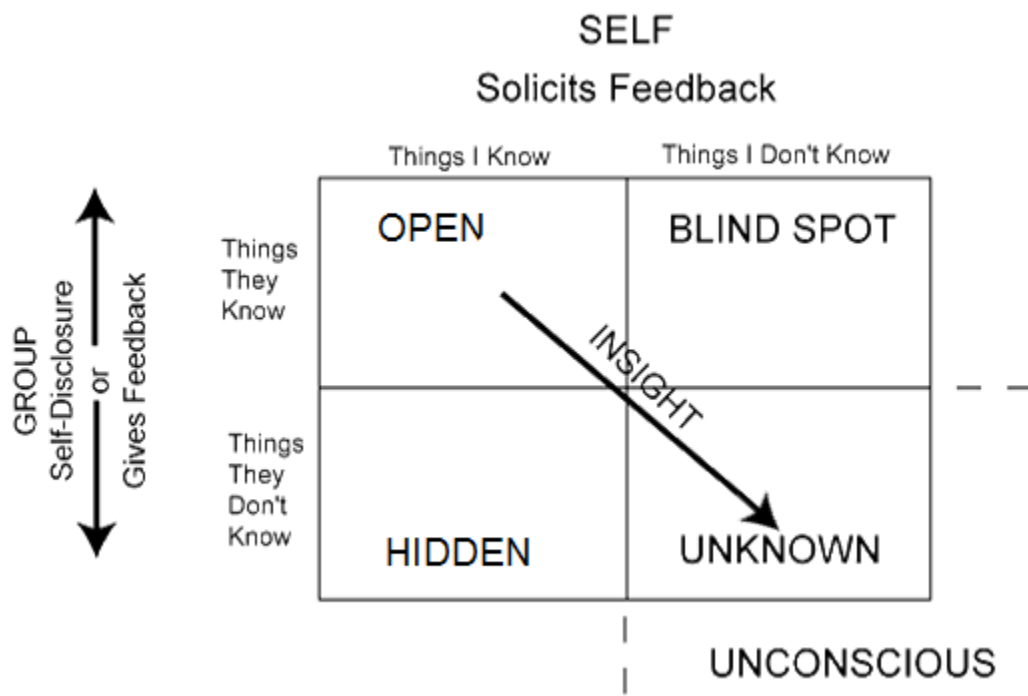 SELF
Solicits Feedback
Things I Know
Things I Don't Know
OPEN
BLIND SPOT
Things
They
Know
GROUP
Self-Disclosure
or
Gives Feedback
INSIGHT
Things
They
Don't
Know
HIDDEN
UNKNOWN
UNCONSCIOUS